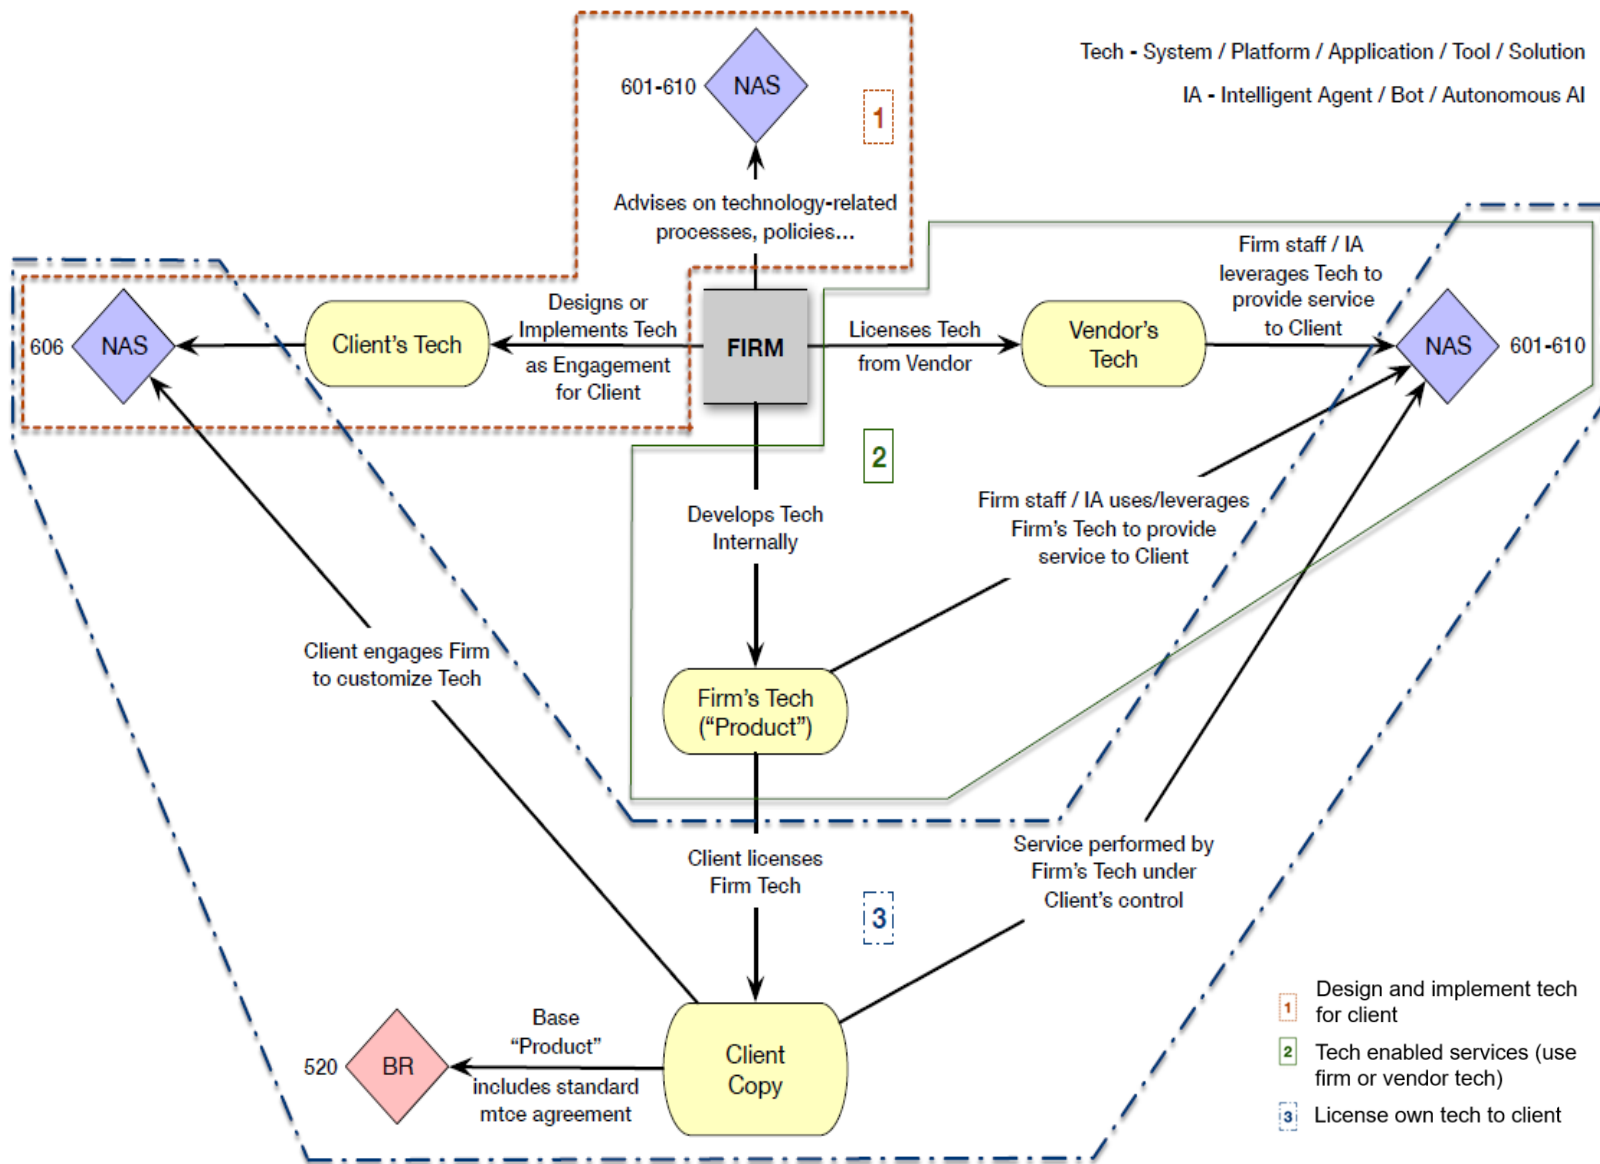 Tech - System / Platform / Application / Tool / Solution
IA - Intelligent Agent / Bot / Autonomous AI
601-610
NAS
1
Advises on technology-related
processes, policies...
606
NAS
Client's Tech
Designs or
Implements Tech
as Engagement
for Client
FIRM
Licenses Tech
from Vendor
Vendor's
Tech
Firm staff / IA
leverages Tech to
provide service
to Client
NAS
601-610
2
Develops Tech
Internally
Firm staff / IA uses/leverages
Firm's Tech to provide
service to Client
Client engages Firm
to customize Tech
Firm's Tech
("Product")
Client licenses
Firm Tech
3
Service performed by
Firm's Tech under
Client's control
520
BR
Base
"Product"
includes standard
mtce agreement
Client
Copy
1 Design and implement tech
for client
2 Tech enabled services (use
firm or vendor tech)
3 License own tech to client